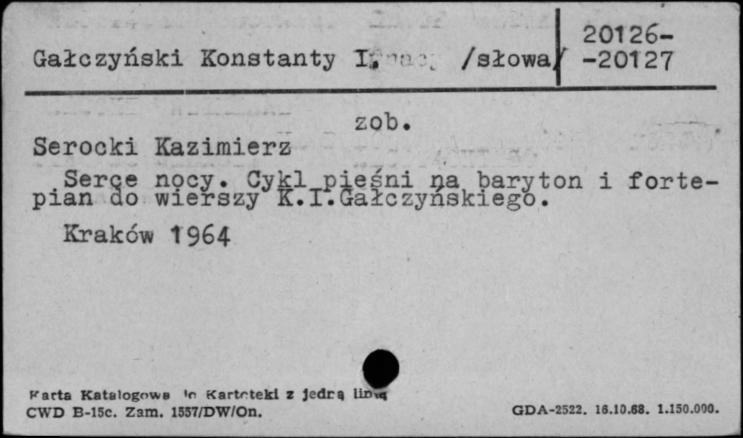 20126-
Gałczyński Konstanty I. /słowa/ -20127
zob.
Serocki Kazimierz
Serce nocy. Cykl pieśni na baryton i forte-
pian do wierszy K.I.Gałczyńskiego.
Kraków 1964
Karta Katalogowa do Kartoteki z jedną linią
CWD B-15c. Zam. 1557/DW/On. GDA-2522. 16.10.68. 1.150.000.